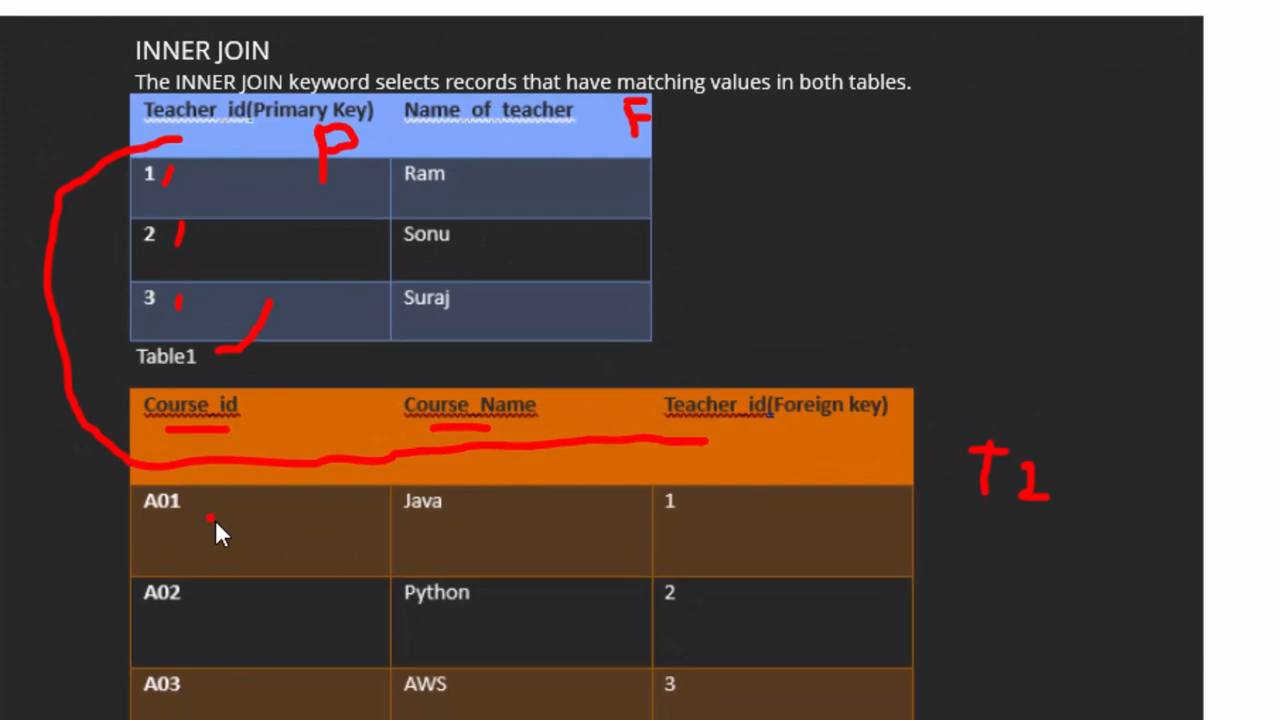 INNER JOIN
The INNER JOIN keyword selects records that have matching values in both tables.
Teacher_id(Primary Key) Name_of_teacher F
P
1 Ram
2 Sonu
3 Suraj
Table1
Course_id Course_Name Teacher_id(Foreign key)
T2
A01 Java 1
A02 Python 2
A03 AWS 3